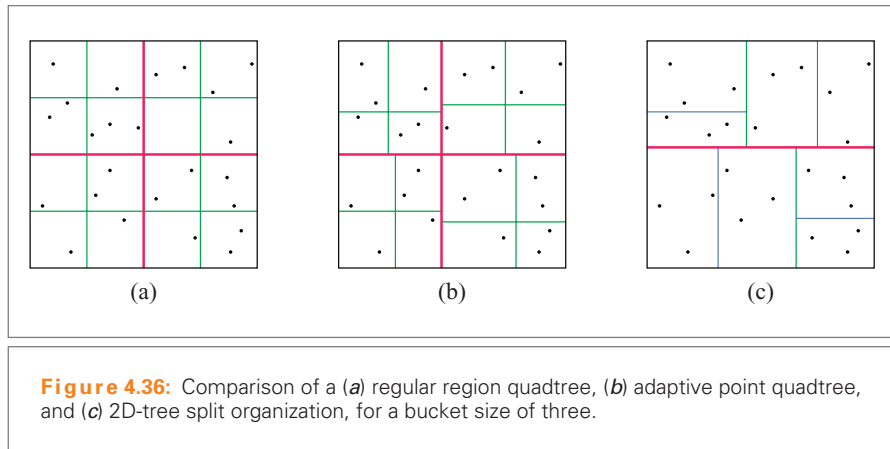 (a)
(b)
(c)
Figure 4.36: Comparison of a (a) regular region quadtree, (b) adaptive point quadtree,
and (c) 2D-tree split organization, for a bucket size of three.